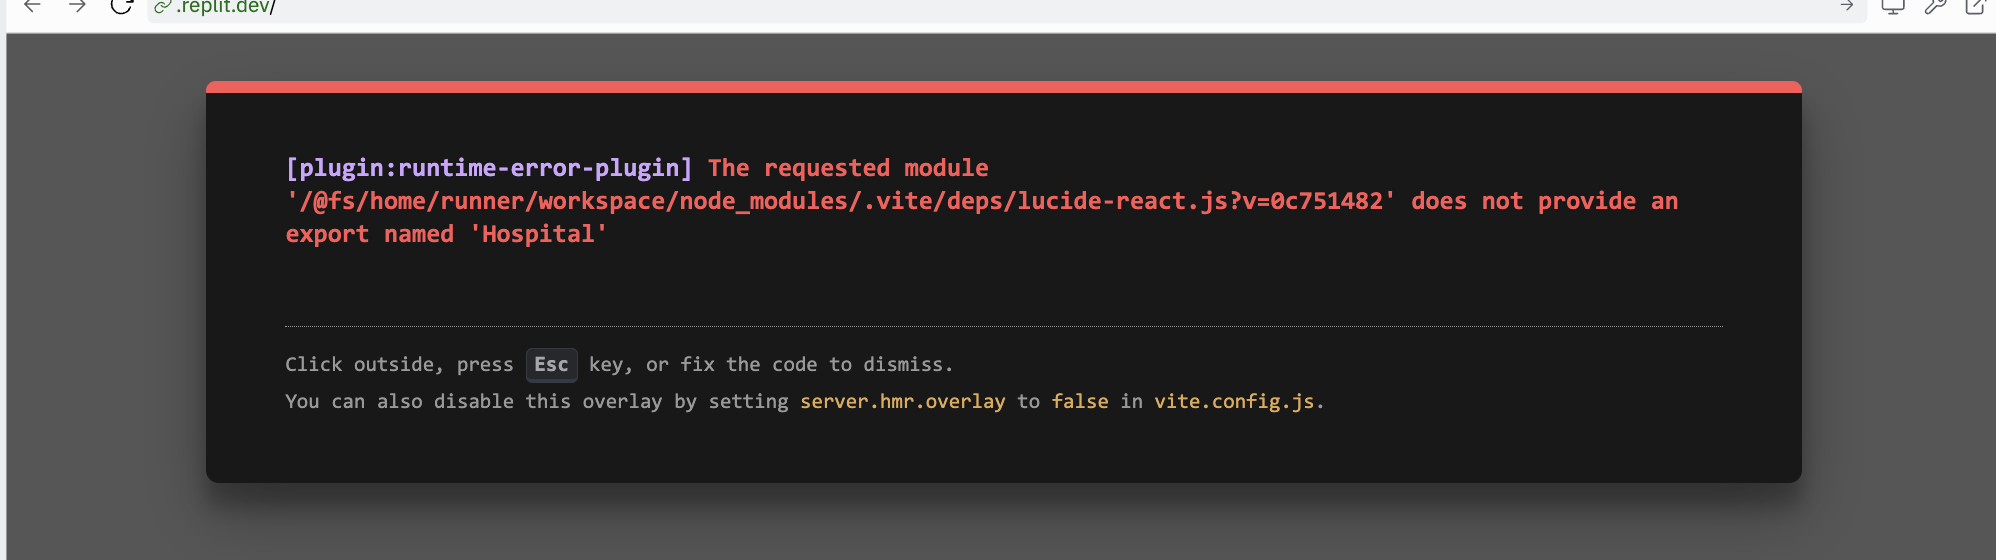 .replit.dev/
[plugin:runtime-error-plugin] The requested module
'/@fs/home/runner/workspace/node_modules/.vite/deps/lucide-react.js?v=0c751482' does not provide an
export named 'Hospital'
Click outside, press Esc key, or fix the code to dismiss.
You can also disable this overlay by setting server.hmr.overlay to false in vite.config.js.